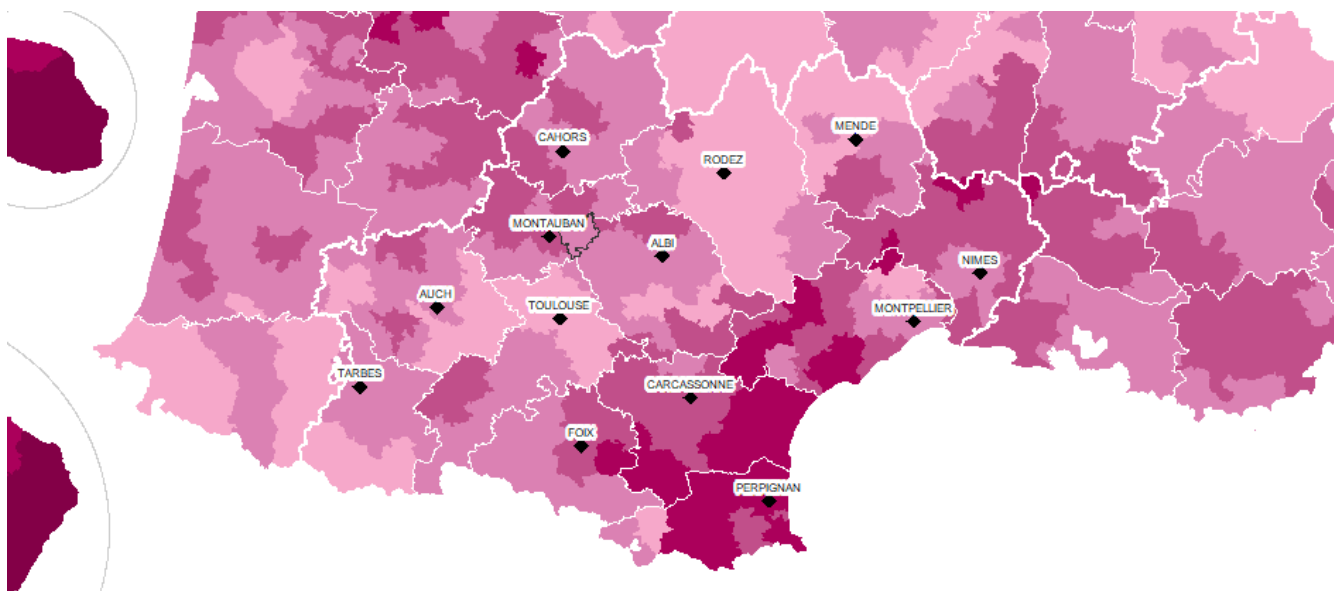 MENDE
CAHORS
RODEZ
MONTAUBAN
ALBI
NIMES
AUCH
TOULOUSE
MONTPELLIER
TARBES
CARCASSONNE
FOIX
PERPIGNAN